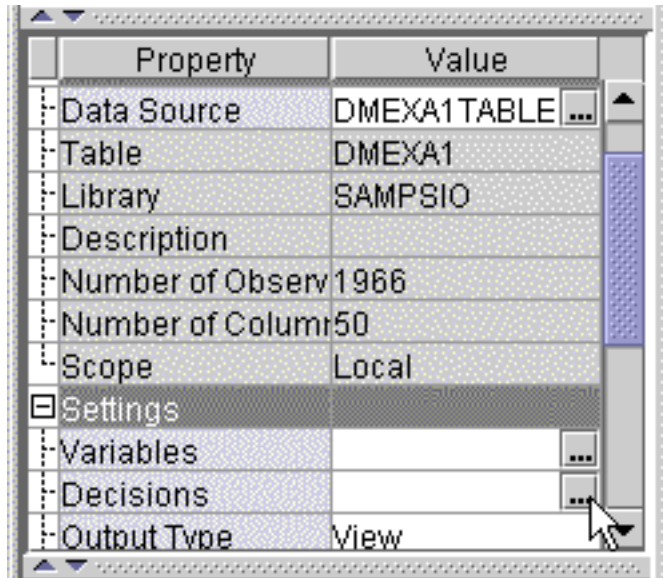 Property Value
Data Source DMEXA1TABLE ...
Table DMEXA1
Library SAMPSIO
Description
Number of Observ 1966
Number of Column 50
Scope Local
Settings
Variables ...
Decisions ...
Output Type View